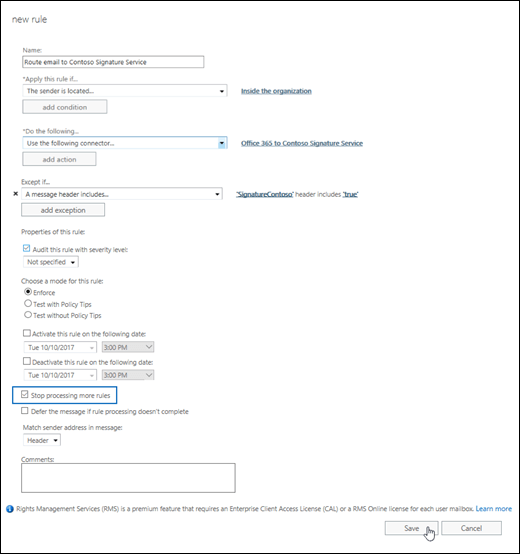 new rule
Name:
Route email to Contoso Signature Service
*Apply this rule if...
The sender is located... Inside the organization
add condition
*Do the following...
Use the following connector... Office 365 to Contoso Signature Service
add action
Except if...
A message header includes... 'SignatureContoso' header includes 'true'
add exception
Properties of this rule:
Audit this rule with severity level:
Not specified
Choose a mode for this rule:
Enforce
Test with Policy Tips
Test without Policy Tips
Activate this rule on the following date:
Tue 10/10/2017 3:00 PM
Deactivate this rule on the following date:
Tue 10/10/2017 3:00 PM
Stop processing more rules
Defer the message if rule processing doesn't complete
Match sender address in message:
Header
Comments:
Rights Management Services (RMS) is a premium feature that requires an Enterprise Client Access License (CAL) or a RMS Online license for each user mailbox. Learn more
Save Cancel